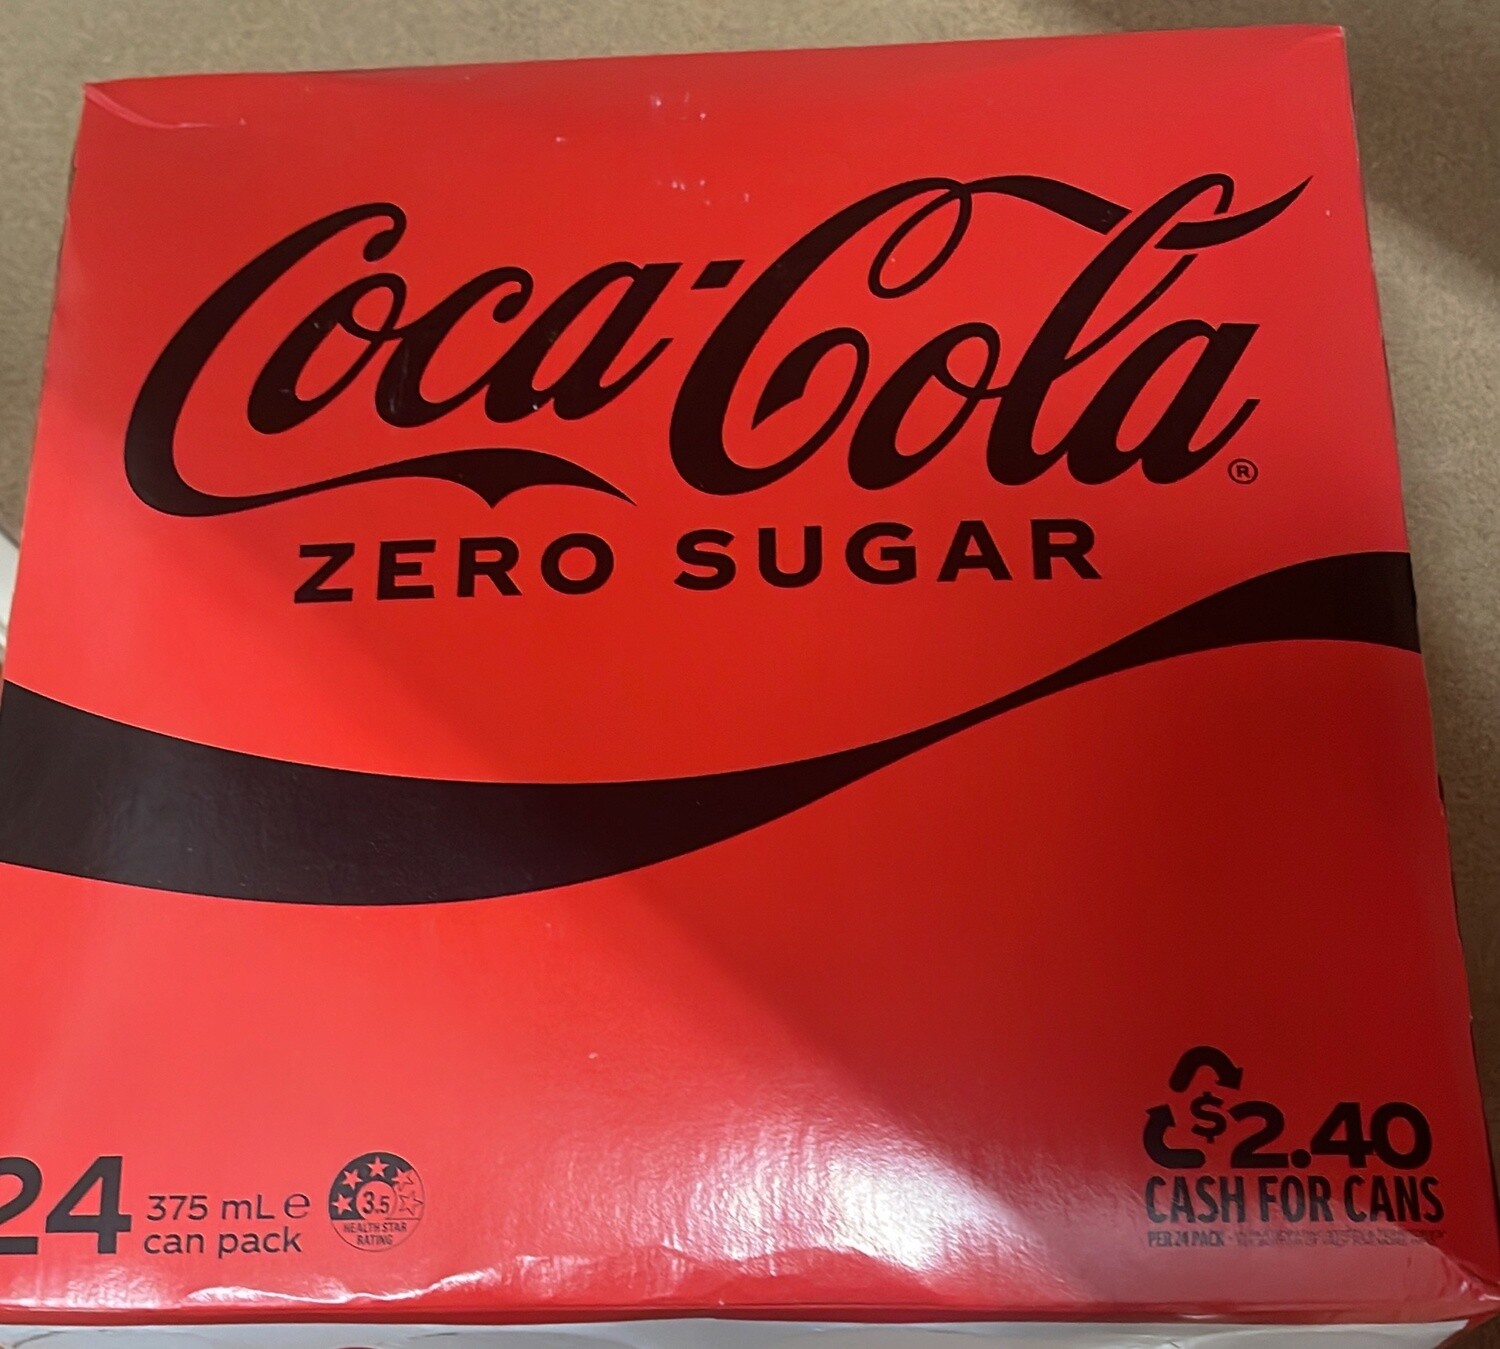 Coca-Cola®
ZERO SUGAR
24 375 mL e
can pack
3.5
HEALTH STAR
RATING
$2.40
CASH FOR CANS
PER 24 PACK